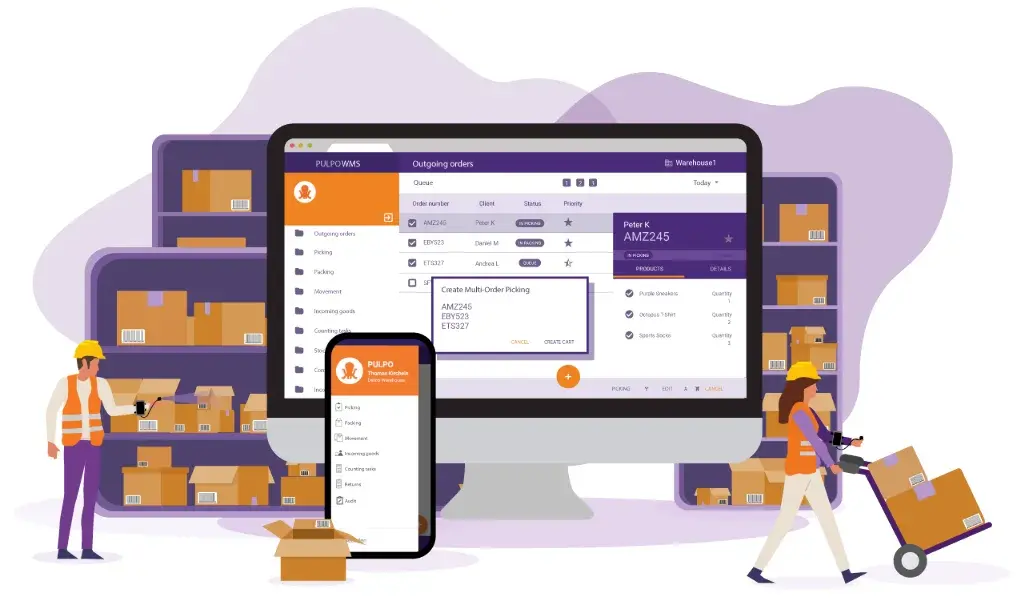 PULPOWMS
Outgoing orders
Warehouse1
Queue
1 2 3
Today
Order number Client Status Priority
AMZ245 Peter K IN PICKING
EBY523 Daniel M IN PACKING
ETS327 Andrea L QUEUE
Outgoing orders
Picking
Packing
Movement
Incoming goods
Counting tasks
Peter K
AMZ245
IN PICKING
PRODUCTS DETAILS
Purple Sneakers Quantity
1
Octopus T-shirt Quantity
Sports Socks Quantity
Create Multi-Order Picking
AMZ245
EBY523
ETS327
CANCEL CREATE CART
+
PICKING EDIT CANCEL
PULPO
Thomas Kircheis
Picking
Packing
Movement
Incoming goods
Counting tasks
Returns
Audit